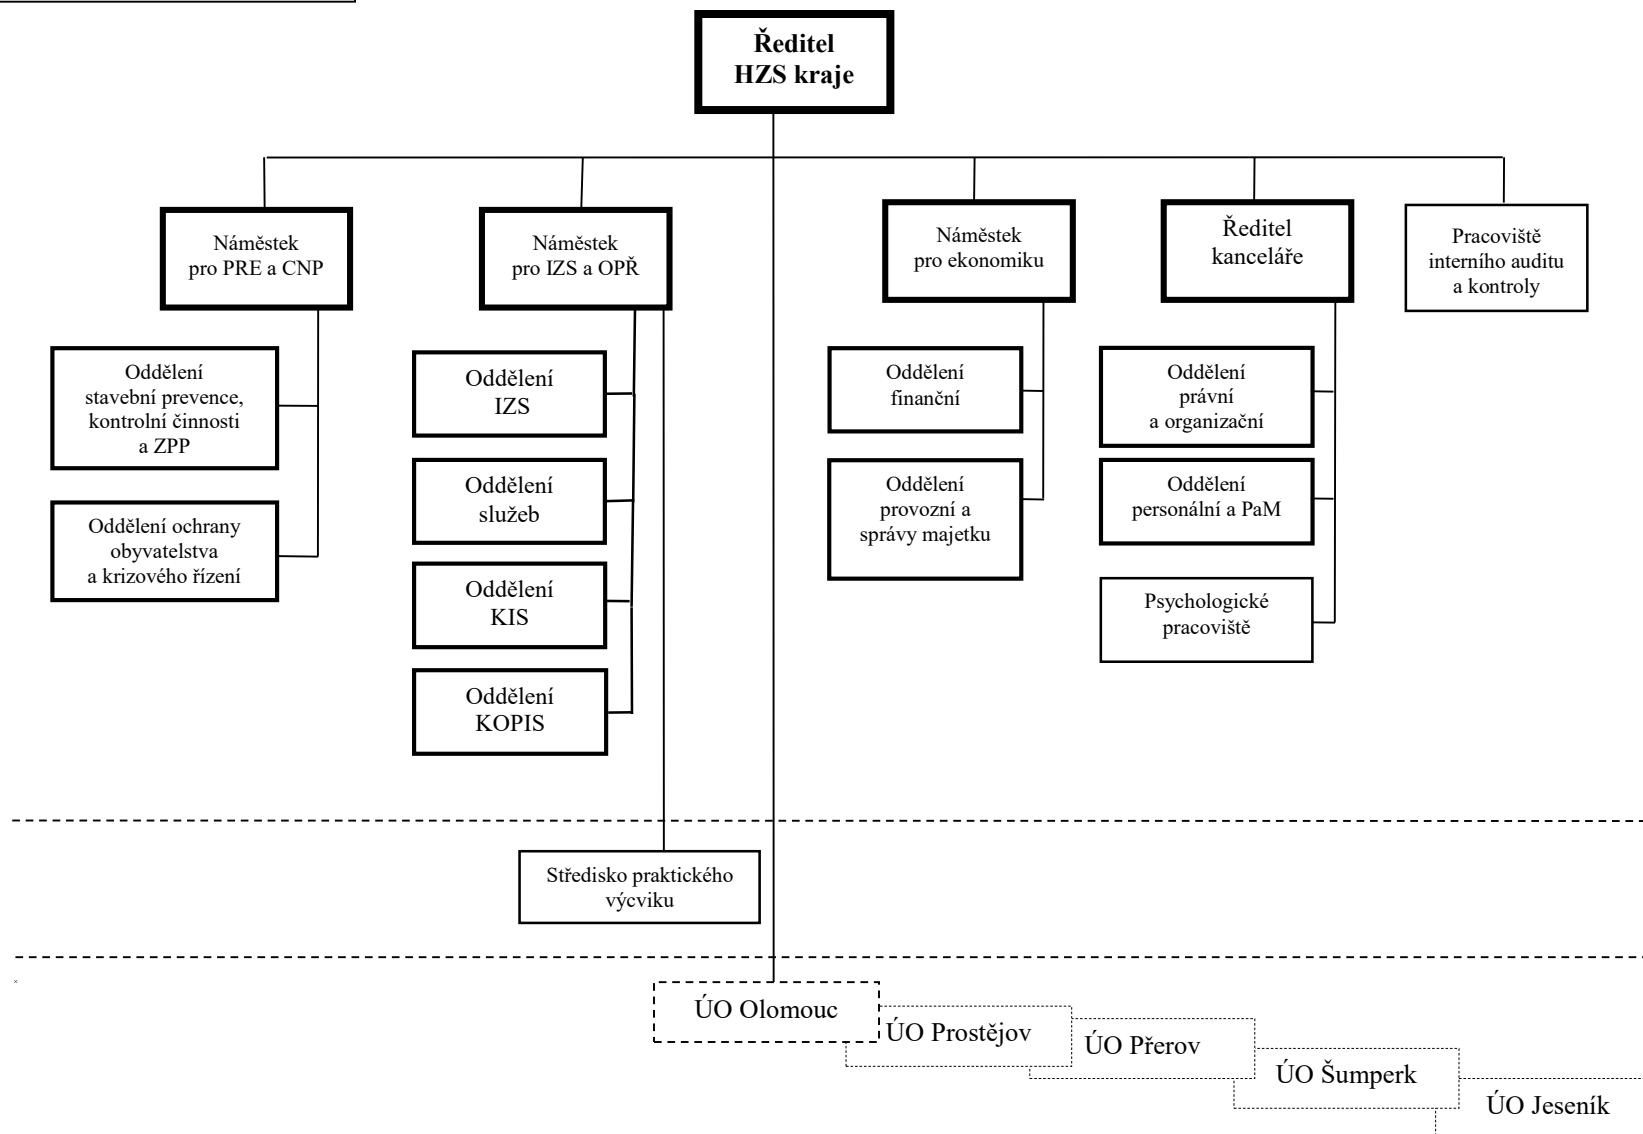 Ředitel
HZS kraje
Náměstek
pro PRE a CNP
Náměstek
pro IZS a OPŘ
Náměstek
pro ekonomiku
Ředitel
kanceláře
Pracoviště
interního auditu
a kontroly
Oddělení
stavební prevence,
kontrolní činnosti
a ZPP
Oddělení ochrany
obyvatelstva
a krizového řízení
Oddělení
IZS
Oddělení
služeb
Oddělení
KIS
Oddělení
KOPIS
Oddělení
finanční
Oddělení
provozní a
správy majetku
Oddělení
právní
a organizační
Oddělení
personální a PaM
Psychologické
pracoviště
Středisko praktického
výcviku
ÚO Olomouc
ÚO Prostějov
ÚO Přerov
ÚO Šumperk
ÚO Jeseník